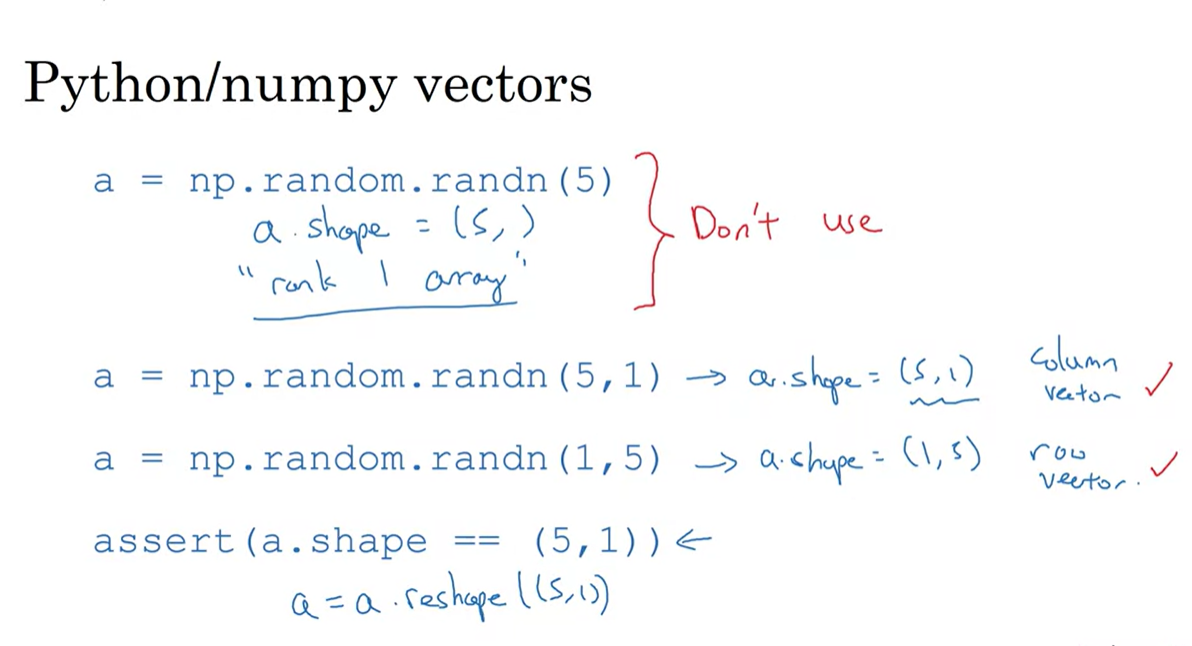 Python/numpy vectors
a = np.random.randn(5)
a.shape = (5,)
"rank 1 array"
Don't use
a = np.random.randn(5,1) → a.shape = (5,1) column vector ✓
a = np.random.randn(1,5) → a.shape = (1,5) row vector. ✓
assert(a.shape == (5,1)) ←
a = a.reshape((5,1))